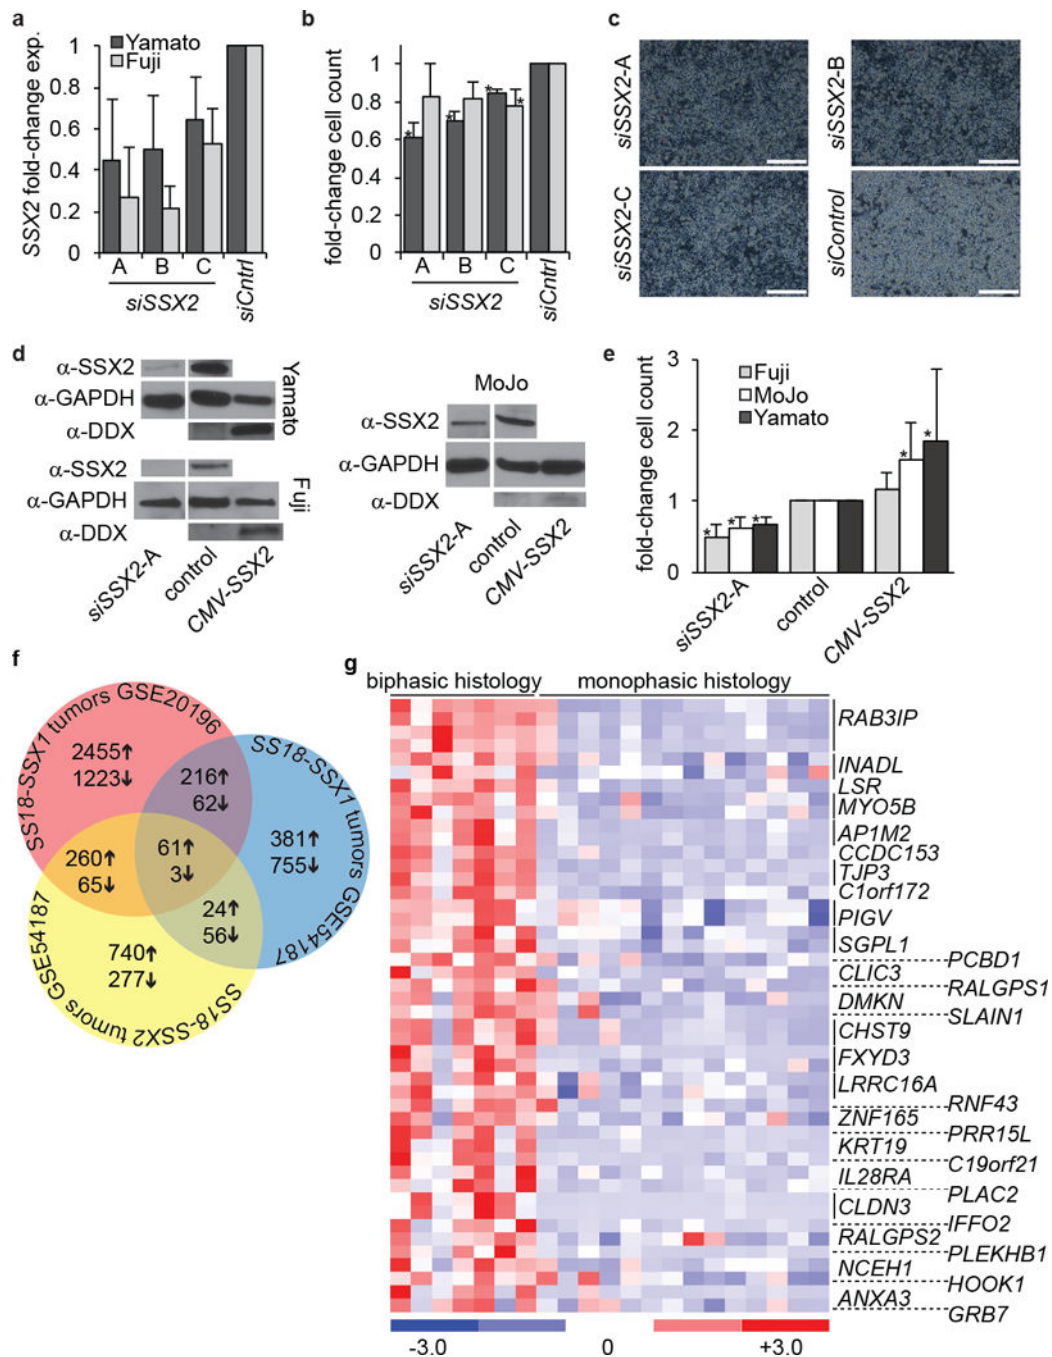 a
SSX2 fold-change exp.
1
0.8
0.6
0.4
0.2
0
Yamato
Fuji
A B C
siSSX2
siCntrl
b
fold-change cell count
1
0.8
0.6
0.4
0.2
0
* * * *
A B C
siSSX2
siCntrl
c
siSSX2-A
siSSX2-B
siSSX2-C
siControl
d
α-SSX2
α-GAPDH
α-DDX
Yamato
α-SSX2
α-GAPDH
α-DDX
Fuji
siSSX2-A
control
CMV-SSX2
MoJo
α-SSX2
α-GAPDH
α-DDX
siSSX2-A
control
CMV-SSX2
e
fold-change cell count
3
2
1
0
Fuji
MoJo
Yamato
* * * * *
siSSX2-A
control
CMV-SSX2
f
SS18-SSX1 tumors GSE20196
2455↑
1223↓
216↑
62↓
SS18-SSX1 tumors GSE54187
381↑
755↓
260↑
65↓
61↑
3↓
24↑
56↓
740↑
277↓
SS18-SSX2 tumors GSE54187
g
biphasic histology
monophasic histology
RAB3IP
INADL
LSR
MYO5B
AP1M2
CCDC153
TJP3
C1orf172
PIGV
SGPL1
PCBD1
CLIC3
RALGPS1
DMKN
SLAIN1
CHST9
FXYD3
LRRC16A
RNF43
ZNF165
PRR15L
KRT19
C19orf21
IL28RA
PLAC2
CLDN3
IFFO2
RALGPS2
PLEKHB1
NCEH1
HOOK1
ANXA3
GRB7
-3.0 0 +3.0